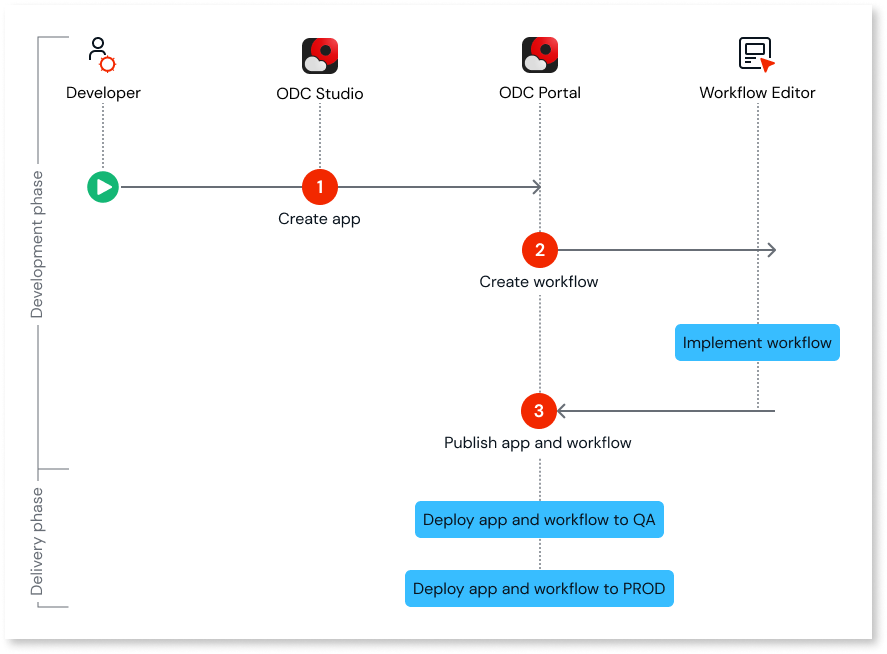 Developer
ODC Studio
ODC Portal
Workflow Editor
Development phase
1
Create app
2
Create workflow
Implement workflow
3
Publish app and workflow
Delivery phase
Deploy app and workflow to QA
Deploy app and workflow to PROD